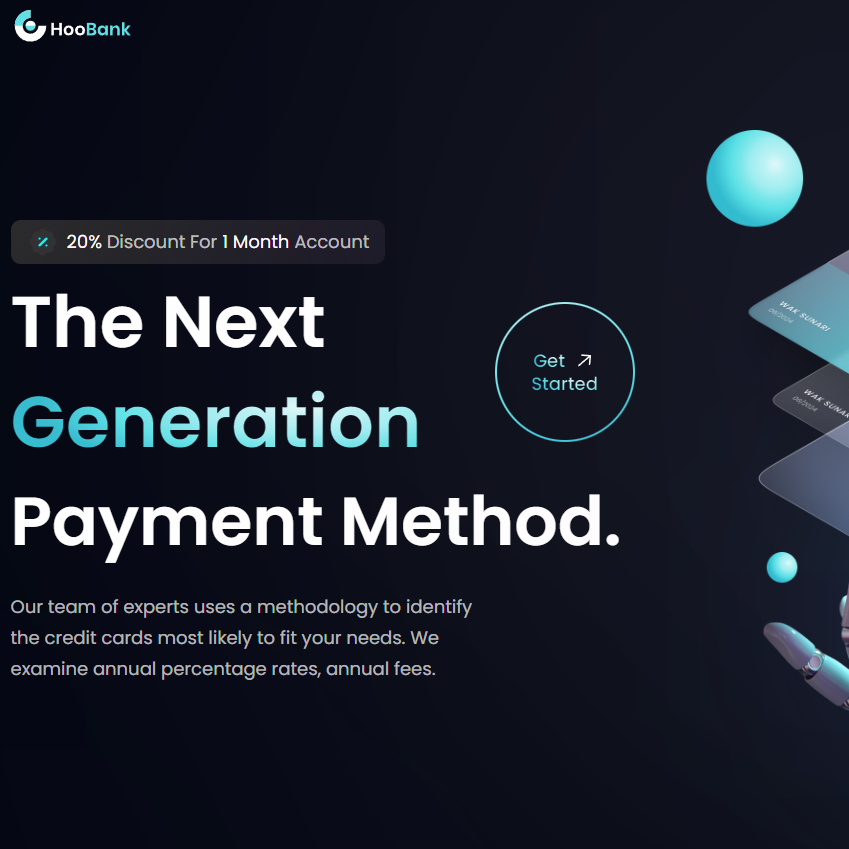 HooBank
20% Discount For 1 Month Account
The Next
Generation
Payment Method.
Get
Started
Our team of experts uses a methodology to identify
the credit cards most likely to fit your needs. We
examine annual percentage rates, annual fees.
WAK SUNARI
06/2024
WAK SUNA
06/2024